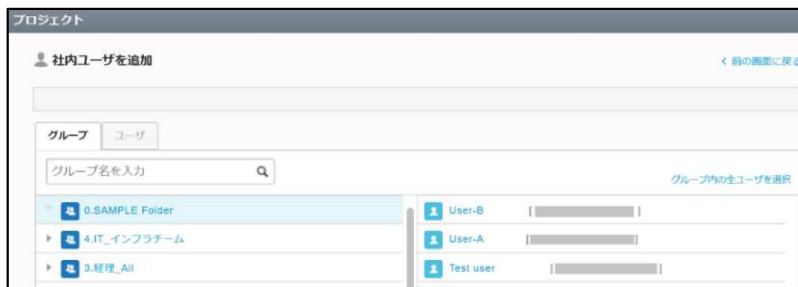 プロジェクト
社内ユーザを追加
< 前の画面に戻る
グループ ユーザ
グループ名を入力
グループ内の全ユーザを選択
0.SAMPLE Folder
4.IT_インフラチーム
3.経理_All
User-B [ ]
User-A [ ]
Test user [ ]